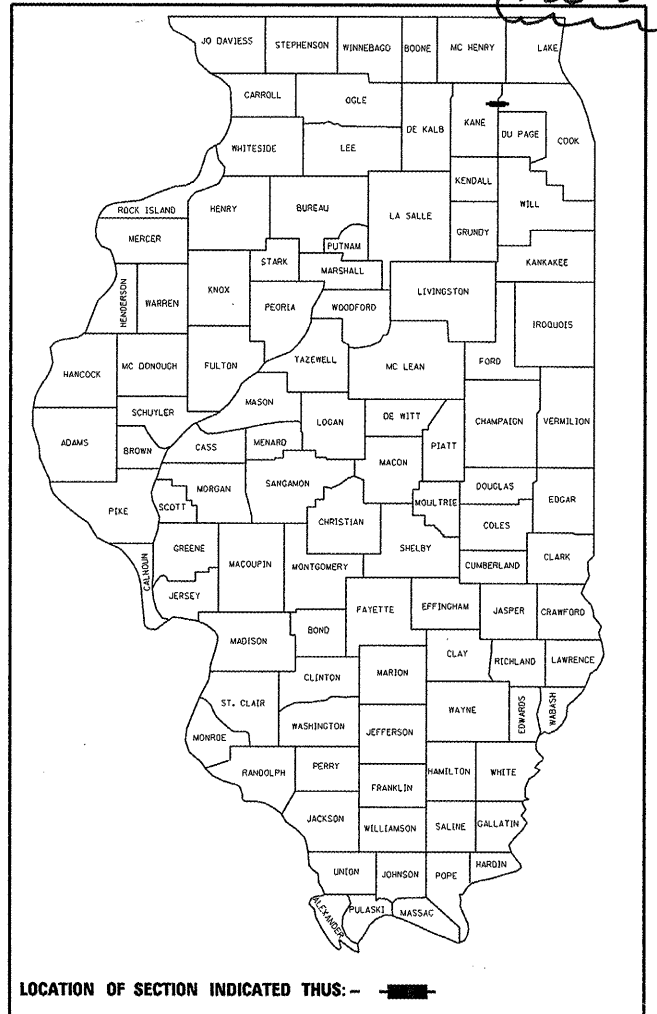 JO DAVIESS STEPHENSON WINNEBAGO BOONE MC HENRY LAKE
CARROLL OGLE DE KALB KANE DU PAGE COOK
WHITESIDE LEE
KENDALL
ROCK ISLAND HENRY BUREAU LA SALLE GRUNDY WILL
MERCER PUTNAM
STARK MARSHALL KANKAKEE
HENDERSON WARREN KNOX PEORIA WOODFORD LIVINGSTON IROQUOIS
HANCOCK MC DONOUGH FULTON TAZEWELL MC LEAN FORD
MASON
SCHUYLER LOGAN DE WITT CHAMPAIGN VERMILION
ADAMS BROWN CASS MENARD PIATT
MACON
MORGAN SANGAMON DOUGLAS EDGAR
PIKE SCOTT CHRISTIAN MOULTRIE COLES
GREENE MACOUPIN MONTGOMERY SHELBY CUMBERLAND CLARK
CALHOUN JERSEY FAYETTE EFFINGHAM JASPER CRAWFORD
MADISON BOND
CLAY RICHLAND LAWRENCE
CLINTON MARION
ST. CLAIR WAYNE EDWARDS WABASH
WASHINGTON JEFFERSON
MONROE
RANDOLPH PERRY HAMILTON WHITE
FRANKLIN
JACKSON WILLIAMSON SALINE GALLATIN
UNION JOHNSON POPE HARDIN
ALEXANDER PULASKI MASSAC
LOCATION OF SECTION INDICATED THUS: -